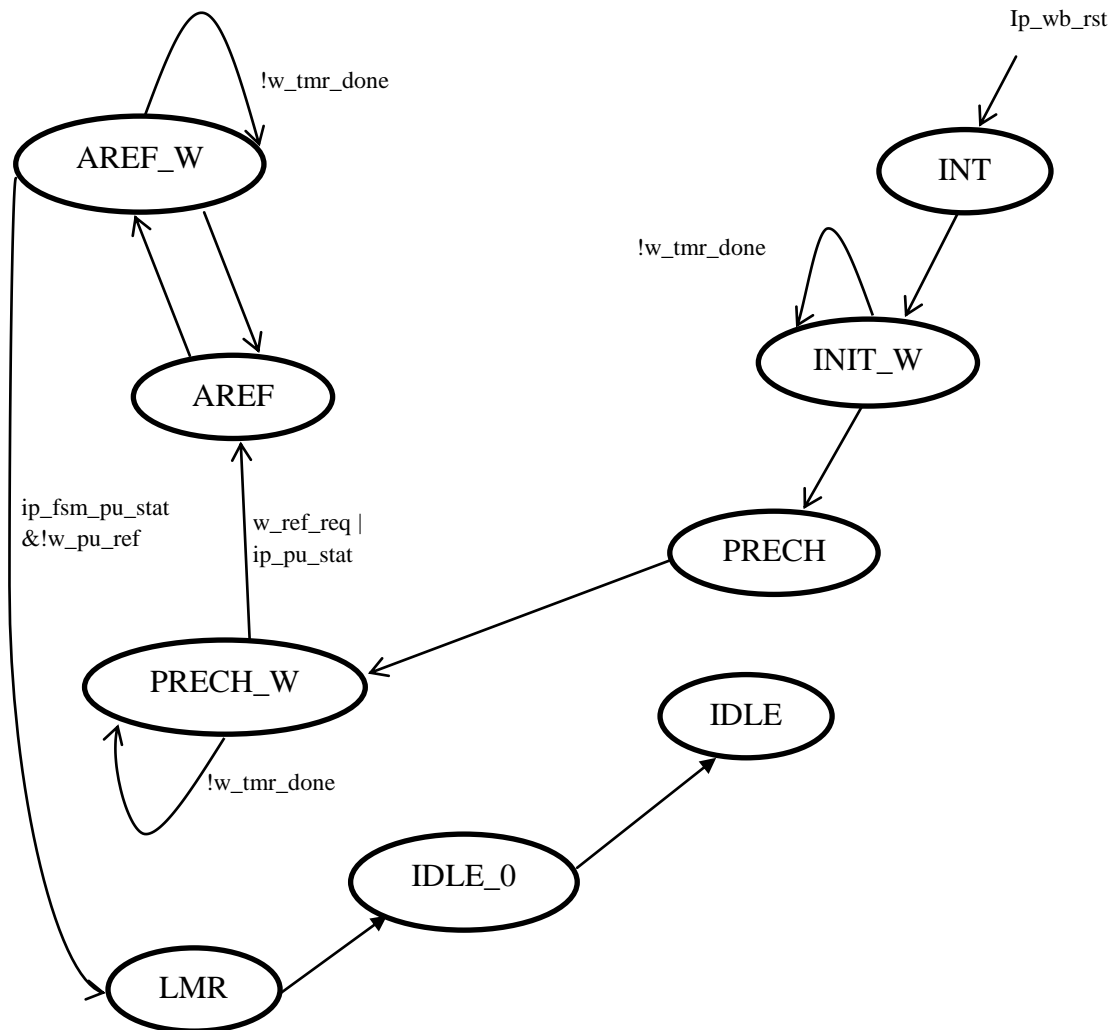 Ip_wb_rst
!w_tmr_done
AREF_W
INT
!w_tmr_done
INIT_W
AREF
ip_fsm_pu_stat
&!w_pu_ref
w_ref_req |
ip_pu_stat
PRECH
PRECH_W
IDLE
!w_tmr_done
IDLE_0
LMR